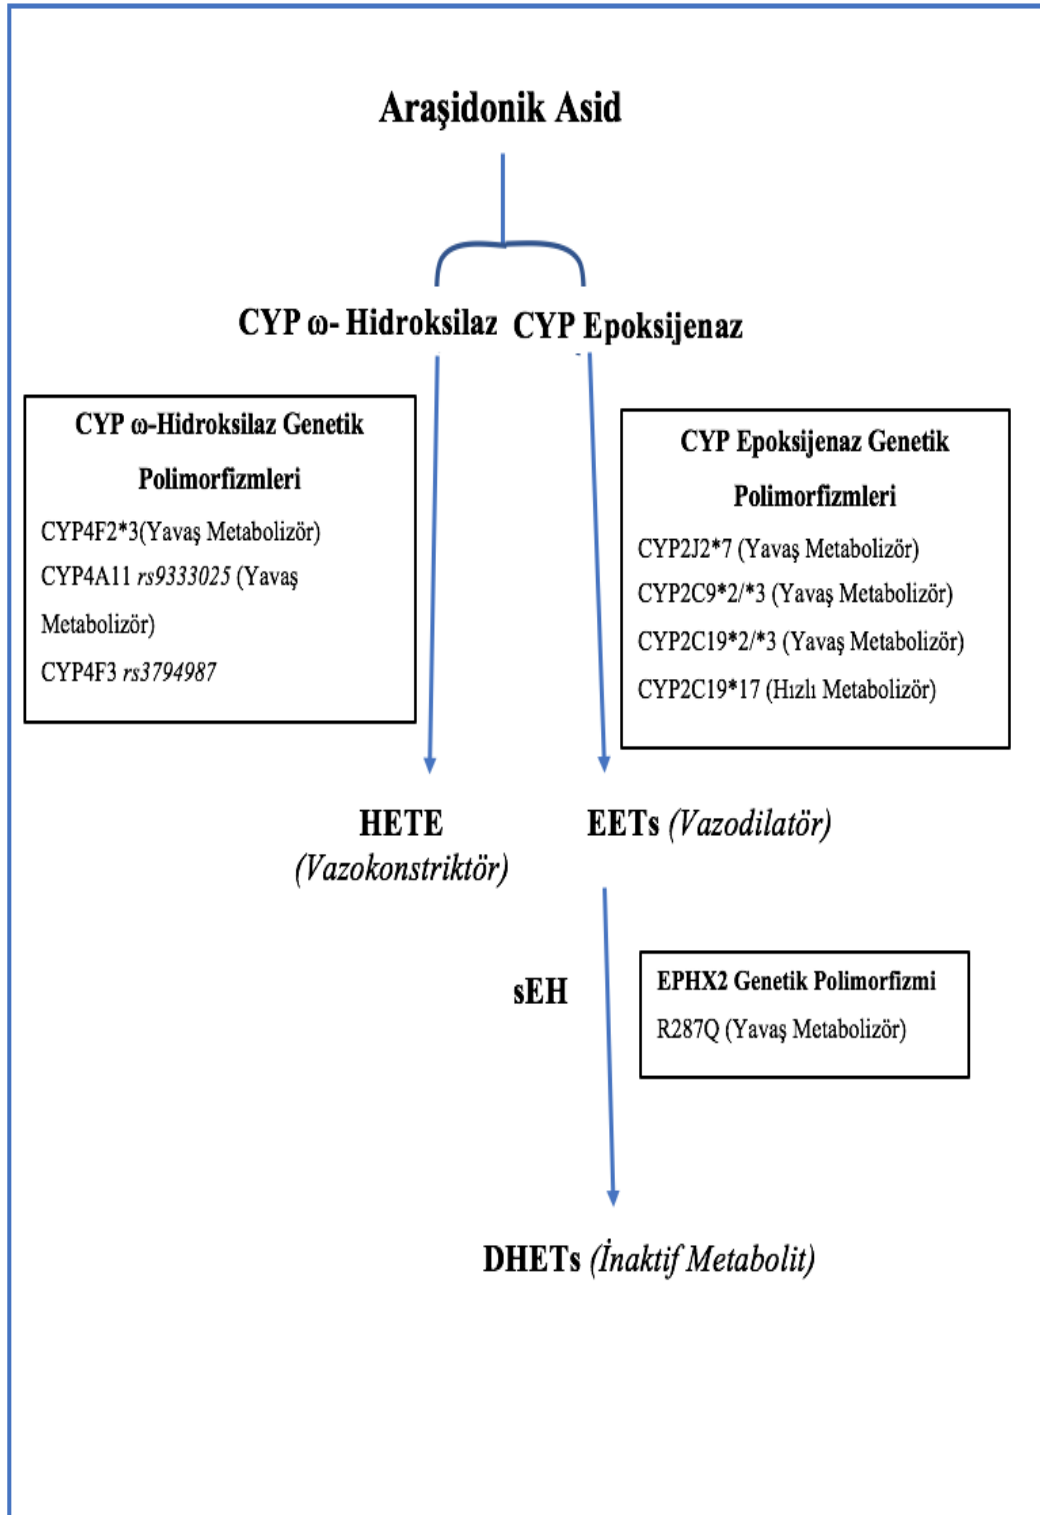 Araşidonik Asid
CYP ω- Hidroksilaz CYP Epoksijenaz
CYP ω-Hidroksilaz Genetik
Polimorfizmleri
CYP4F2*3(Yavaş Metabolizör)
CYP4A11 rs9333025 (Yavaş
Metabolizör)
CYP4F3 rs3794987
CYP Epoksijenaz Genetik
Polimorfizmleri
CYP2J2*7 (Yavaş Metabolizör)
CYP2C9*2/*3 (Yavaş Metabolizör)
CYP2C19*2/*3 (Yavaş Metabolizör)
CYP2C19*17 (Hızlı Metabolizör)
HETE
(Vazokonstriktör)
EETs (Vazodilatör)
sEH
EPHX2 Genetik Polimorfizmi
R287Q (Yavaş Metabolizör)
DHETs (İnaktif Metabolit)